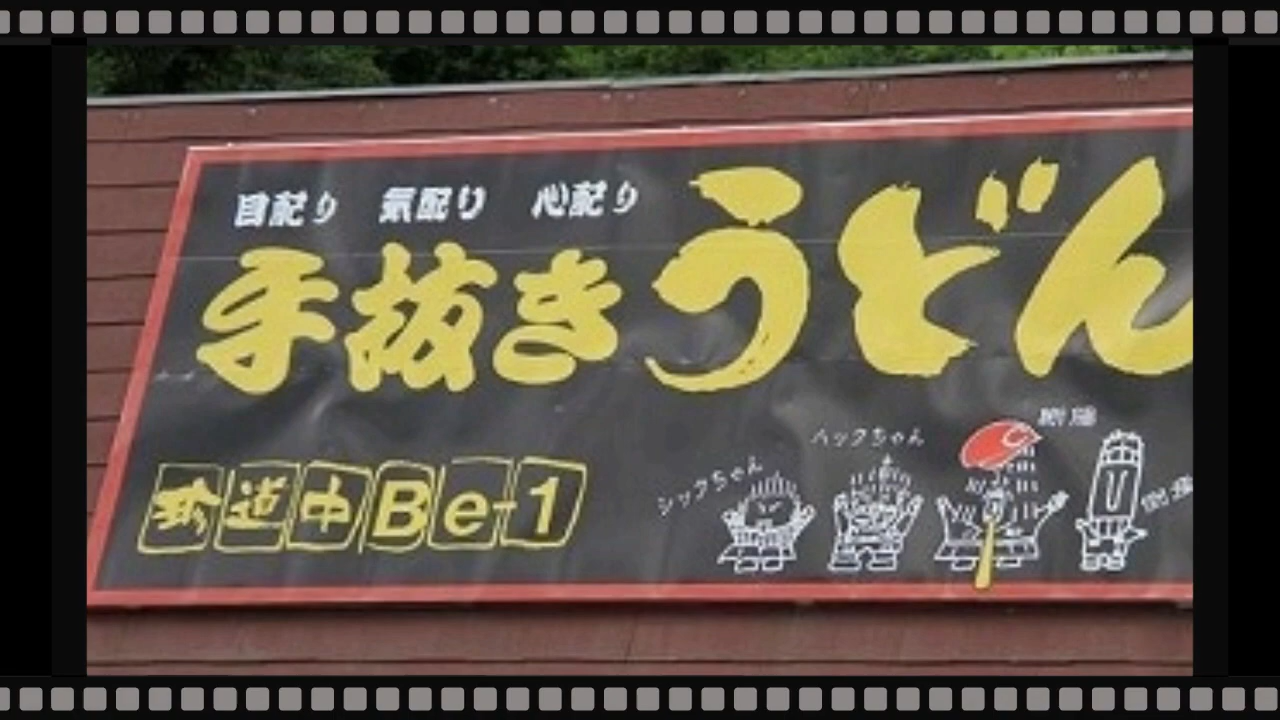 目配り 気配り 心配り
手抜きうどん
珍道中Be-1
シックちゃん
ハックちゃん